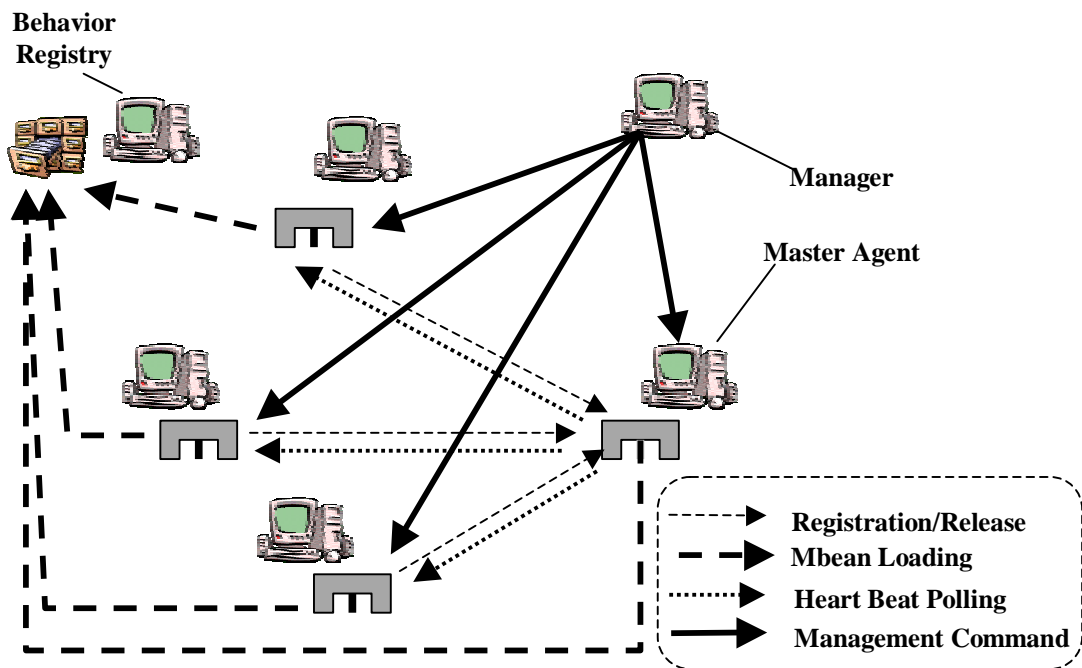 Behavior
Registry
Manager
Master Agent
Registration/Release
Mbean Loading
Heart Beat Polling
Management Command